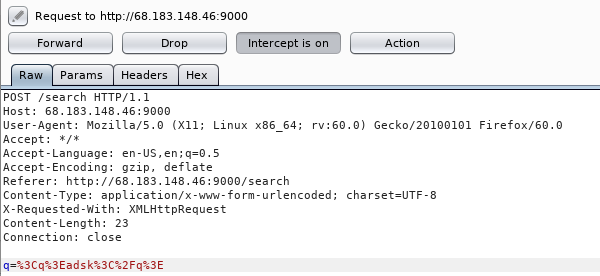 Request to http://68.183.148.46:9000
Forward Drop Intercept is on Action
Raw Params Headers Hex
POST /search HTTP/1.1
Host: 68.183.148.46:9000
User-Agent: Mozilla/5.0 (X11; Linux x86_64; rv:60.0) Gecko/20100101 Firefox/60.0
Accept: */*
Accept-Language: en-US,en;q=0.5
Accept-Encoding: gzip, deflate
Referer: http://68.183.148.46:9000/search
Content-Type: application/x-www-form-urlencoded; charset=UTF-8
X-Requested-With: XMLHttpRequest
Content-Length: 23
Connection: close
q=%3Cq%3Eadsk%3C%2Fq%3E